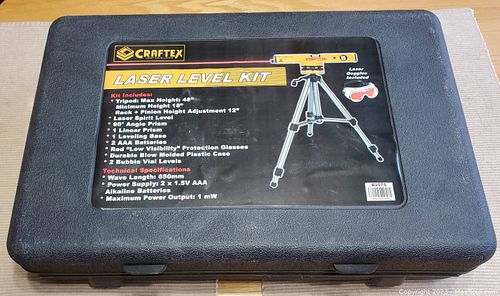 CRAFTEX
LASER LEVEL KIT
Laser
Goggles
Included
Kit Includes:
* Tripod: Max Height: 48"
Minimum Height 18"
Rack + Pinion Height Adjustment 12"
* Laser Spirit Level
* 90° Angle Prism
* 1 Linear Prism
* 1 Leveling Base
* 2 AAA Batteries
* Red "Low Visibility" Protection Glasses
* Durable Blow Molded Plastic Case
* 2 Bubble Vial Levels
Technical Specifications
* Wave Length: 650mm
* Power Supply: 2 x 1.5V AAA
Alkaline Batteries
* Maximum Power Output: 1 mW